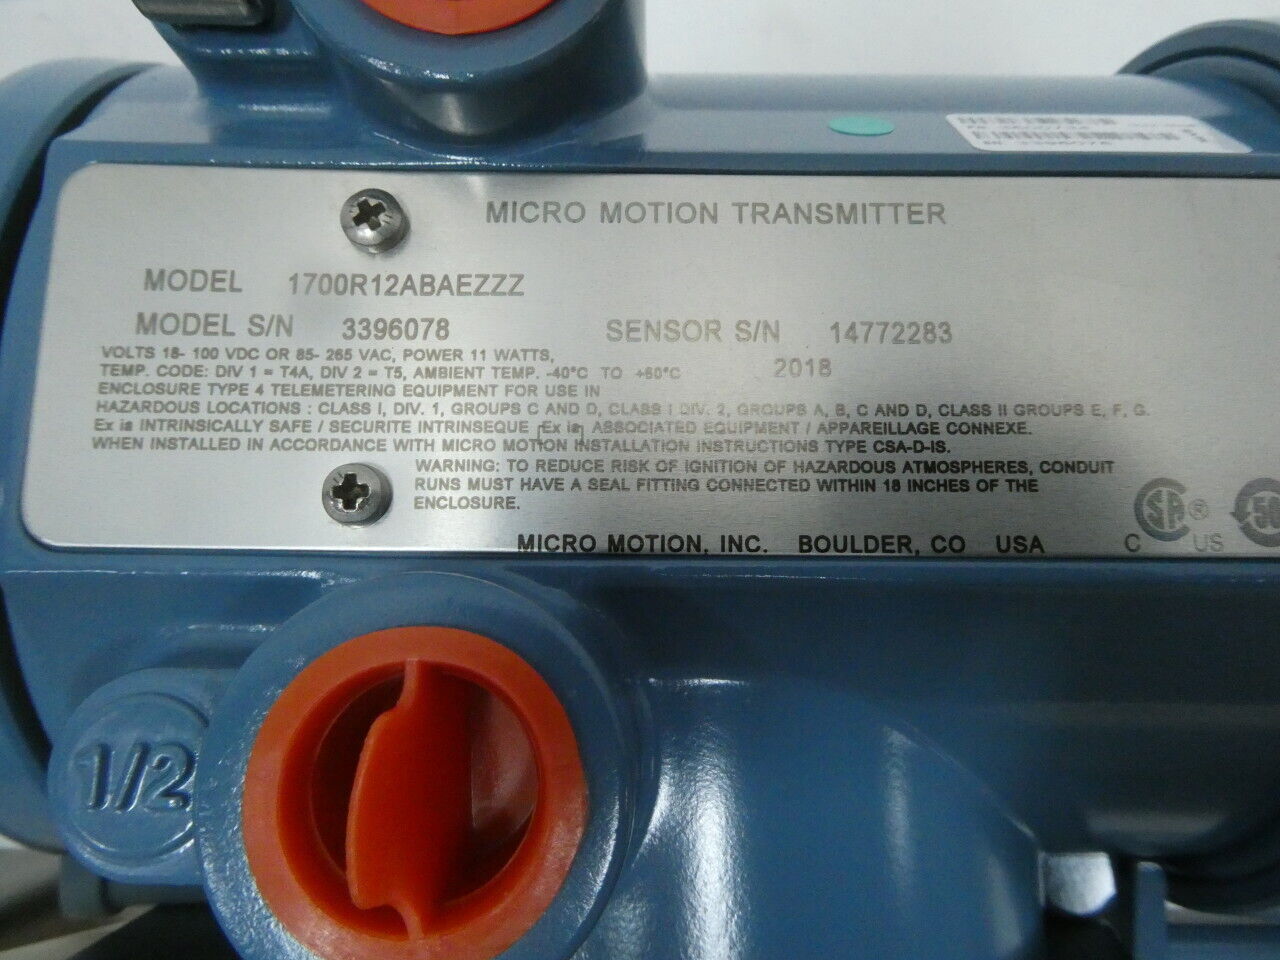 MICRO MOTION TRANSMITTER
MODEL 1700R12ABAEZZZ
MODEL S/N 3396078 SENSOR S/N 14772283
VOLTS 18- 100 VDC OR 85- 265 VAC, POWER 11 WATTS, 2018
TEMP. CODE: DIV 1 = T4A, DIV 2 = T5, AMBIENT TEMP. -40°C TO +60°C
ENCLOSURE TYPE 4 TELEMETERING EQUIPMENT FOR USE IN
HAZARDOUS LOCATIONS : CLASS I, DIV. 1, GROUPS C AND D, CLASS I DIV. 2, GROUPS A, B, C AND D, CLASS II GROUPS E, F, G.
Ex ia INTRINSICALLY SAFE / SECURITE INTRINSEQUE [Ex ia] ASSOCIATED EQUIPMENT / APPAREILLAGE CONNEXE.
WHEN INSTALLED IN ACCORDANCE WITH MICRO MOTION INSTALLATION INSTRUCTIONS TYPE CSA-D-IS.
WARNING: TO REDUCE RISK OF IGNITION OF HAZARDOUS ATMOSPHERES, CONDUIT
RUNS MUST HAVE A SEAL FITTING CONNECTED WITHIN 18 INCHES OF THE
ENCLOSURE.
SA ®
C US
50
MICRO MOTION, INC. BOULDER, CO USA
1/2